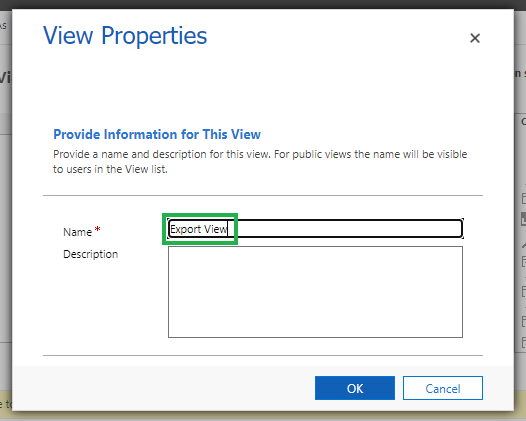 View Properties
Provide Information for This View
Provide a name and description for this view. For public views the name will be visible
to users in the View list.
Name *
Export View
Description
OK
Cancel